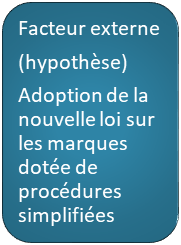 Facteur externe
(hypothèse)
Adoption de la
nouvelle loi sur
les marques
dotée de
procédures
simplifiées